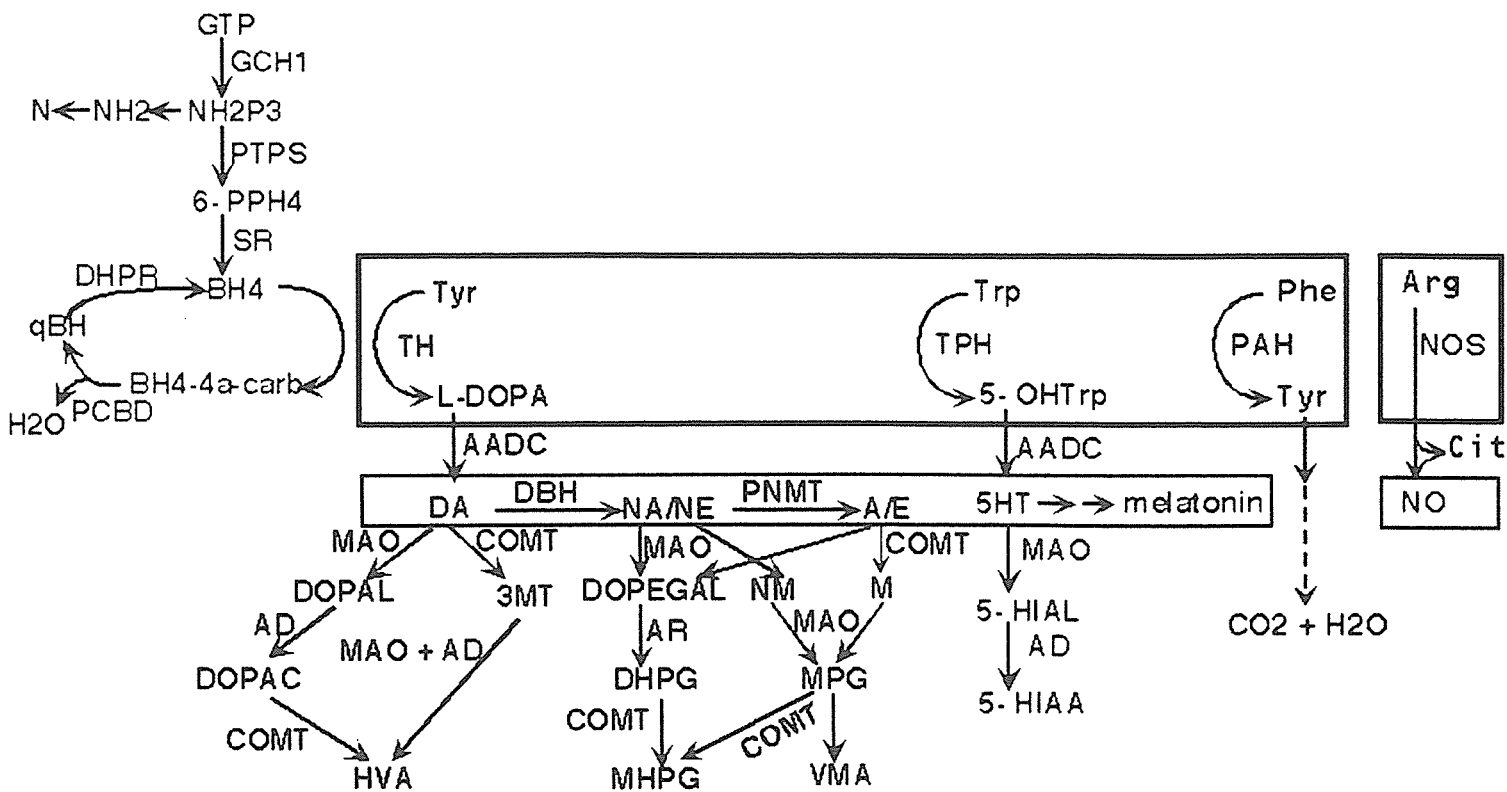 GTP
GCH1
N NH2 NH2P3
PTPS
6- PPH4
SR
DHPR BH4 Tyr Trp Phe Arg
qBH TH TPH PAH NOS
BH4-4a-carb L-DOPA 5- OHTrp Tyr
H2O PCBD
AADC AADC Cit
DA DBH NA/NE PNMT A/E 5HT melatonin NO
MAO COMT MAO COMT MAO
DOPAL 3MT DOPEGAL NM M 5- HIAL CO2 + H2O
AD MAO + AD AR MAO AD
DOPAC DHPG MPG 5- HIAA
COMT COMT COMT
HVA MHPG VMA